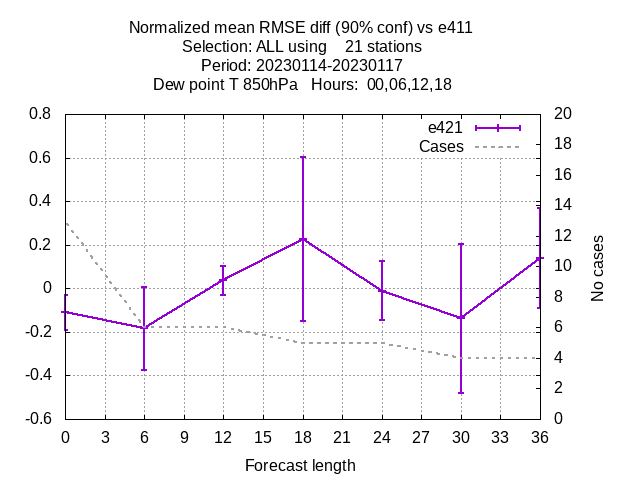 Normalized mean RMSE diff (90% conf) vs e411
Selection: ALL using    21 stations
Period: 20230114-20230117
Dew point T 850hPa   Hours:  00,06,12,18
e421
Cases
0.8
0.6
0.4
0.2
0
-0.2
-0.4
-0.6
20
18
16
14
12
10
8
6
4
2
0
No cases
0 3 6 9 12 15 18 21 24 27 30 33 36
Forecast length